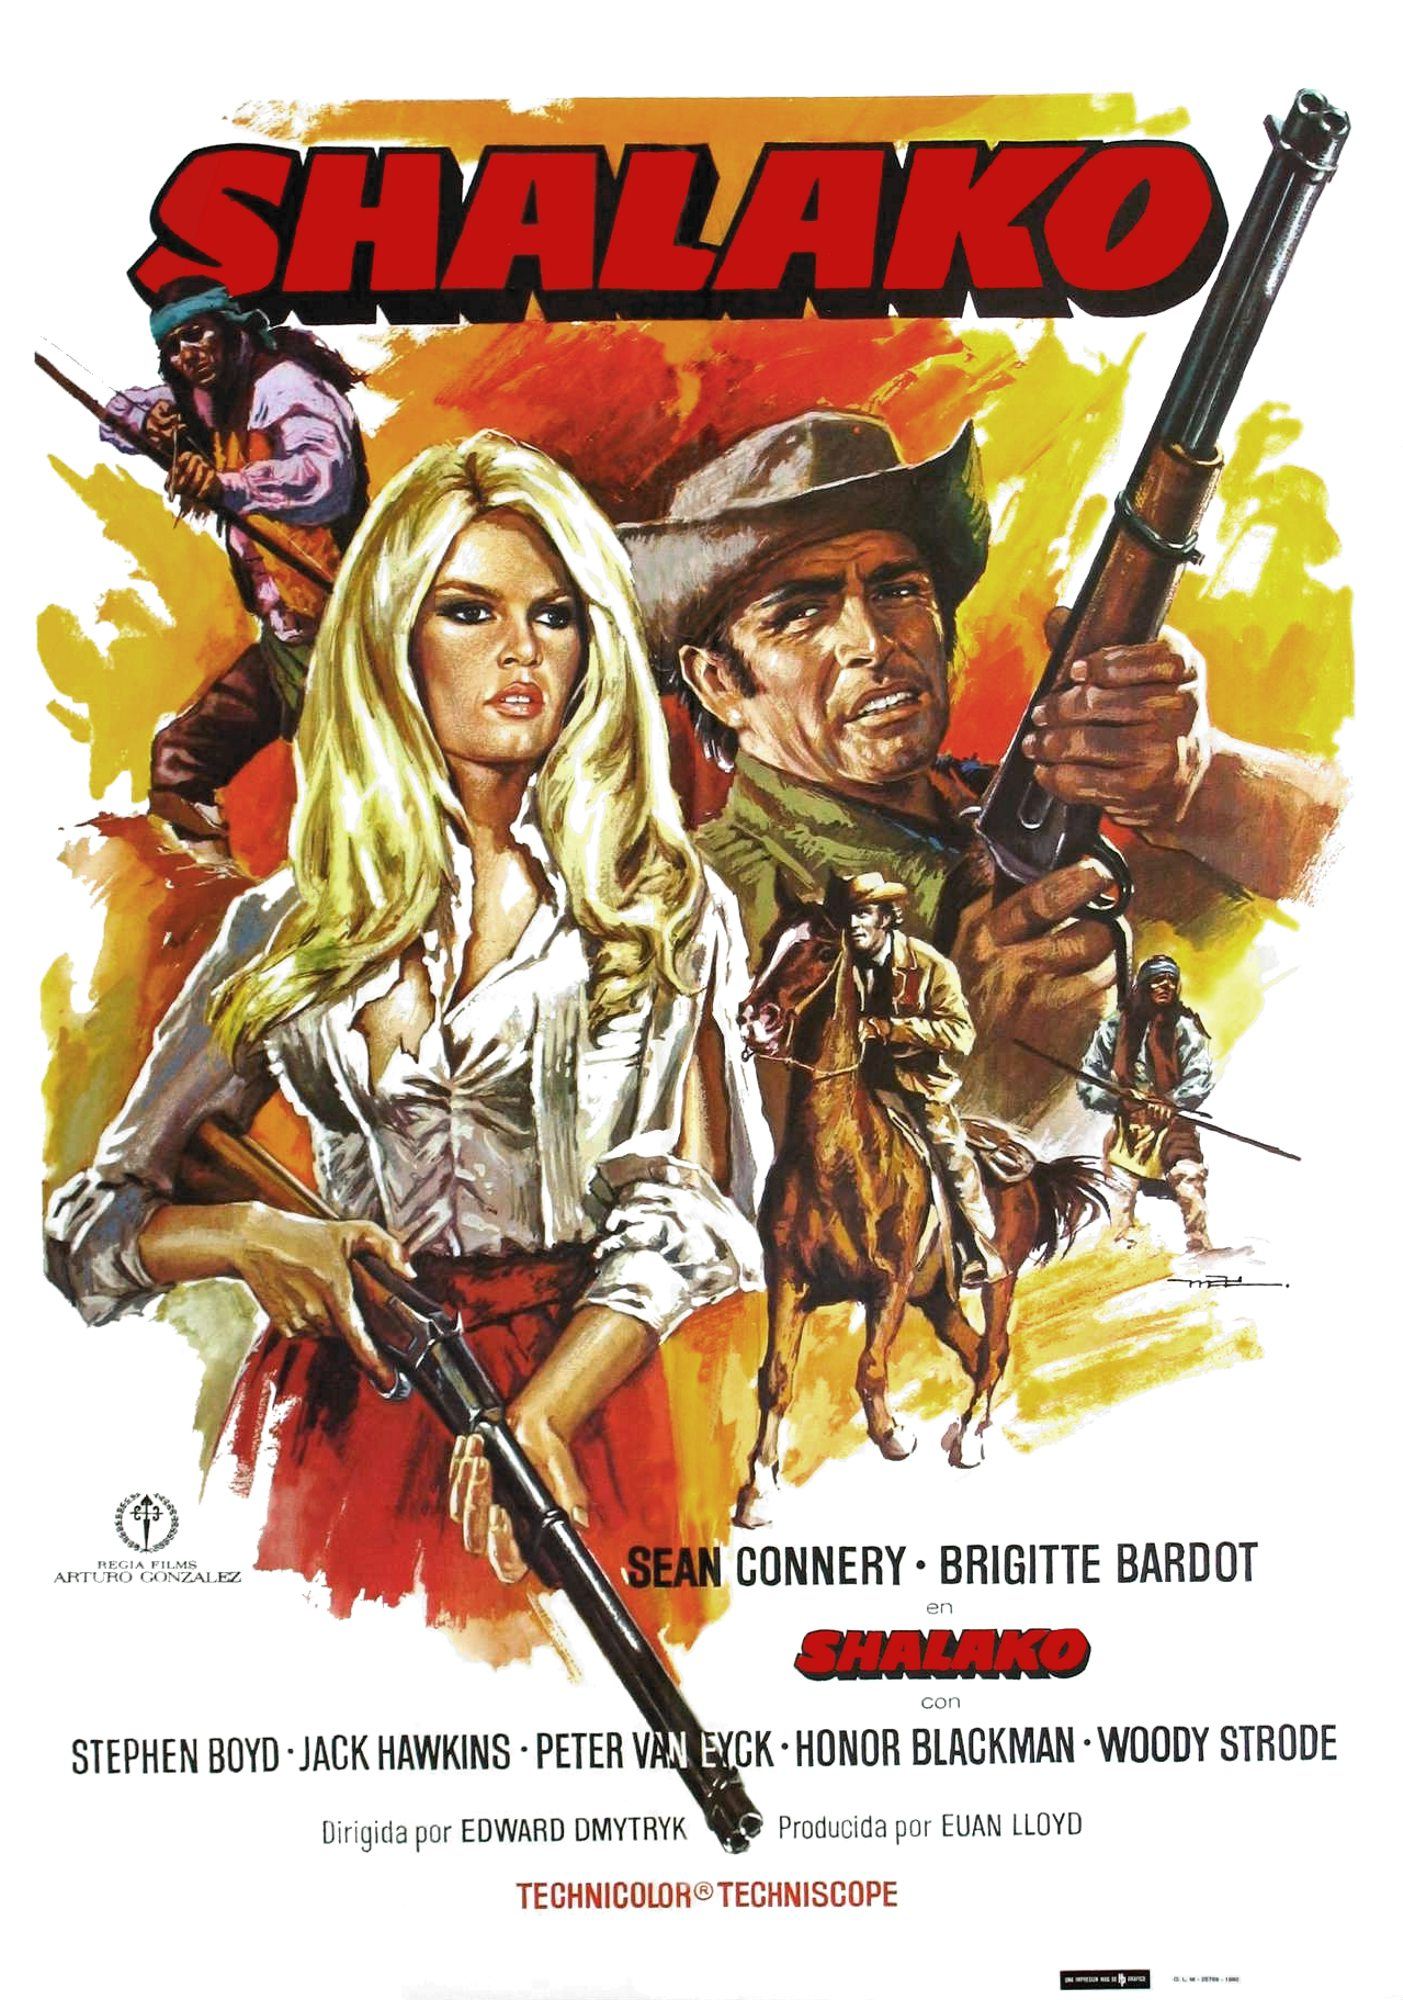 SHALAKO
REGIA FILMS
ARTURO GONZALEZ
SEAN CONNERY · BRIGITTE BARDOT
en
SHALAKO
con
STEPHEN BOYD · JACK HAWKINS · PETER VAN EYCK · HONOR BLACKMAN · WOODY STRODE
Dirigida por EDWARD DMYTRYK Producida por EUAN LLOYD
TECHNICOLOR® TECHNISCOPE